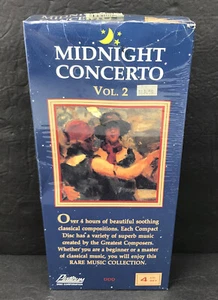 MIDNIGHT
CONCERTO
VOL. 2
Over 4 hours of beautiful soothing
classical compositions. Each Compact
Disc has a variety of superb music
created by the Greatest Composers.
Whether you are a beginner or a master
of classical music, you will enjoy this
RARE MUSIC COLLECTION.
4